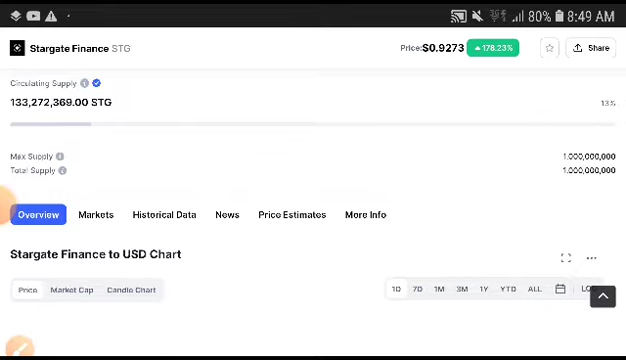 80% 8:49 AM
Stargate Finance STG
Price: $0.9273 178.23%
Share
Circulating Supply
133,272,369.00 STG
13%
Max Supply 1,000,000,000
Total Supply 1,000,000,000
Overview Markets Historical Data News Price Estimates More Info
Stargate Finance to USD Chart
Price Market Cap Candle Chart 1D 7D 1M 3M 1Y YTD ALL